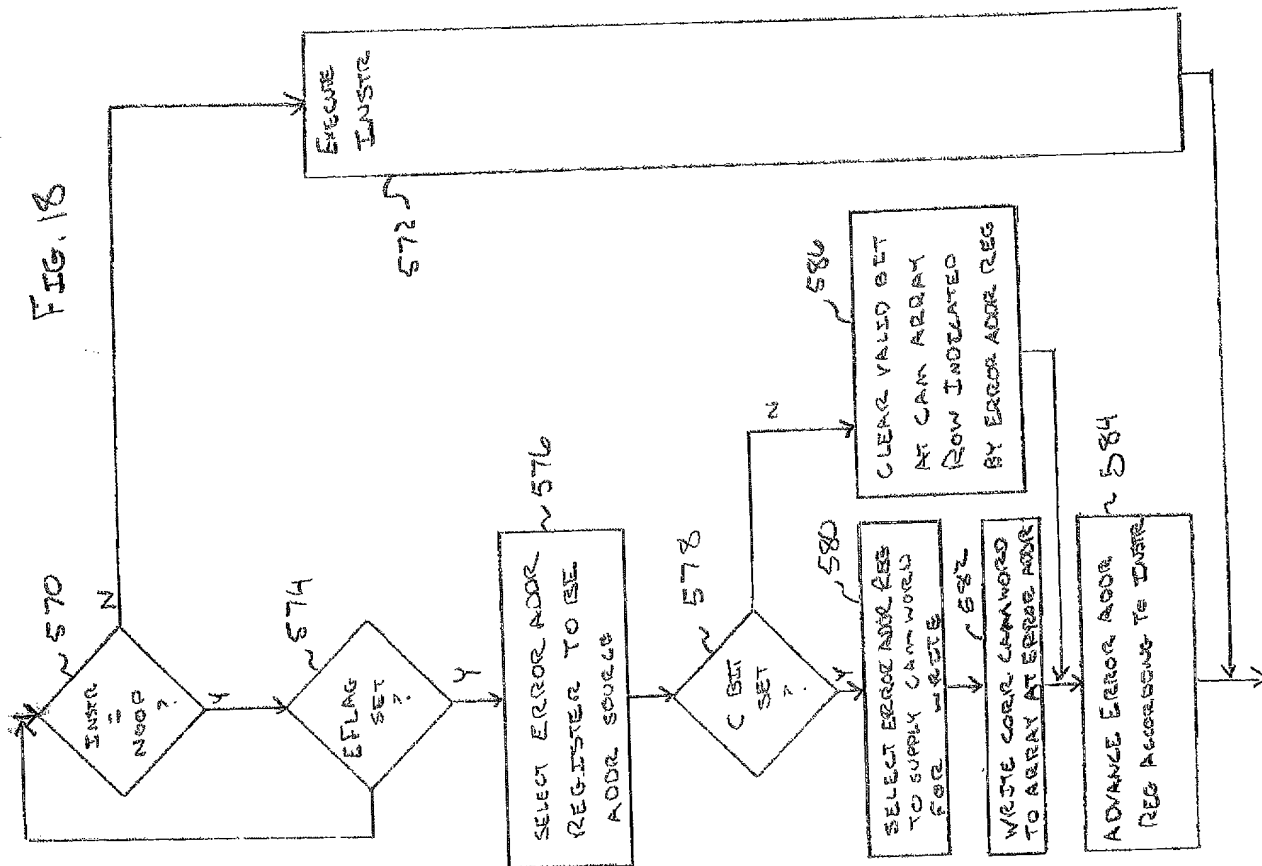 FIG. 18
570
INSTR
=
NOOP
?
N
Y
572
EXECUTE
INSTR
574
EFLAG
SET
?
Y
576
SELECT ERROR ADDR
REGISTER TO BE
ADDR SOURCE
578
C BIT
SET
?
N
Y
580
SELECT ERROR ADDR REG
TO SUPPLY CAM WORD
FOR WRITE
582
WRITE CORR CAMWORD
TO ARRAY AT ERROR ADDR
586
CLEAR VALID BIT
AT CAM ARRAY
ROW INDICATED
BY ERROR ADDR REG
584
ADVANCE ERROR ADDR
REG ACCORDING TO INSTR